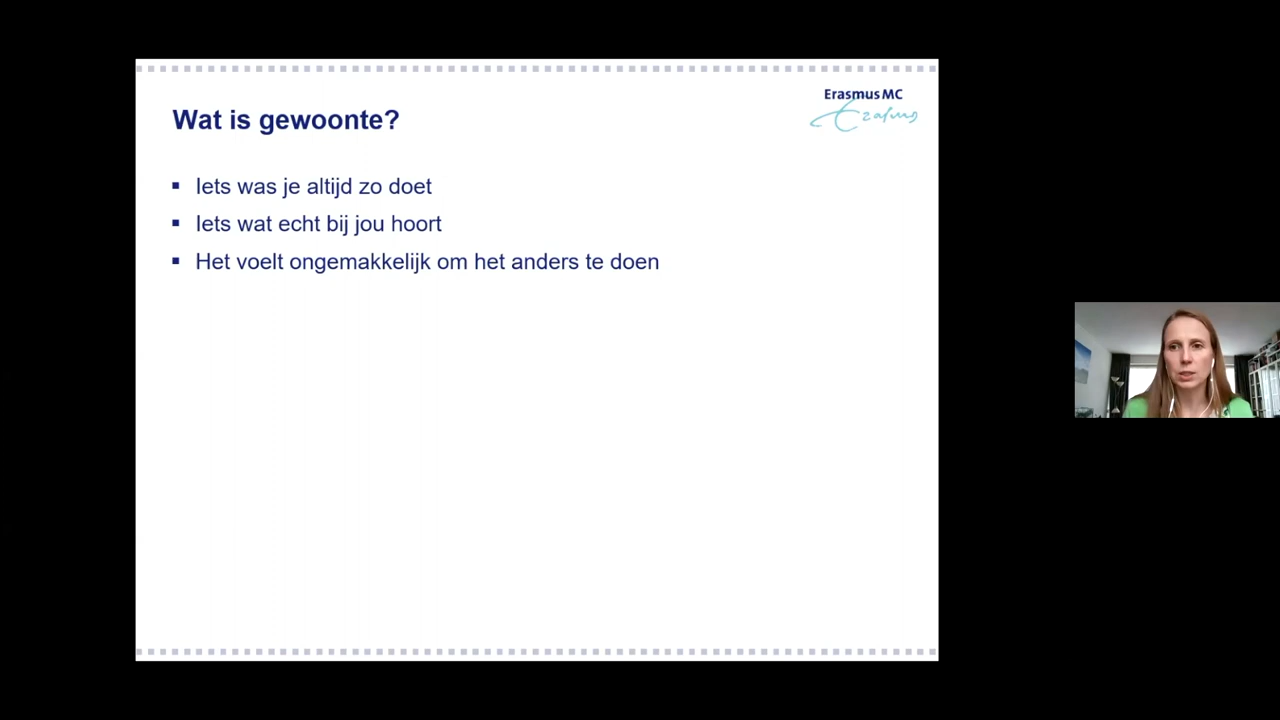 Erasmus MC
Erasmus
Wat is gewoonte?
Iets was je altijd zo doet
Iets wat echt bij jou hoort
Het voelt ongemakkelijk om het anders te doen